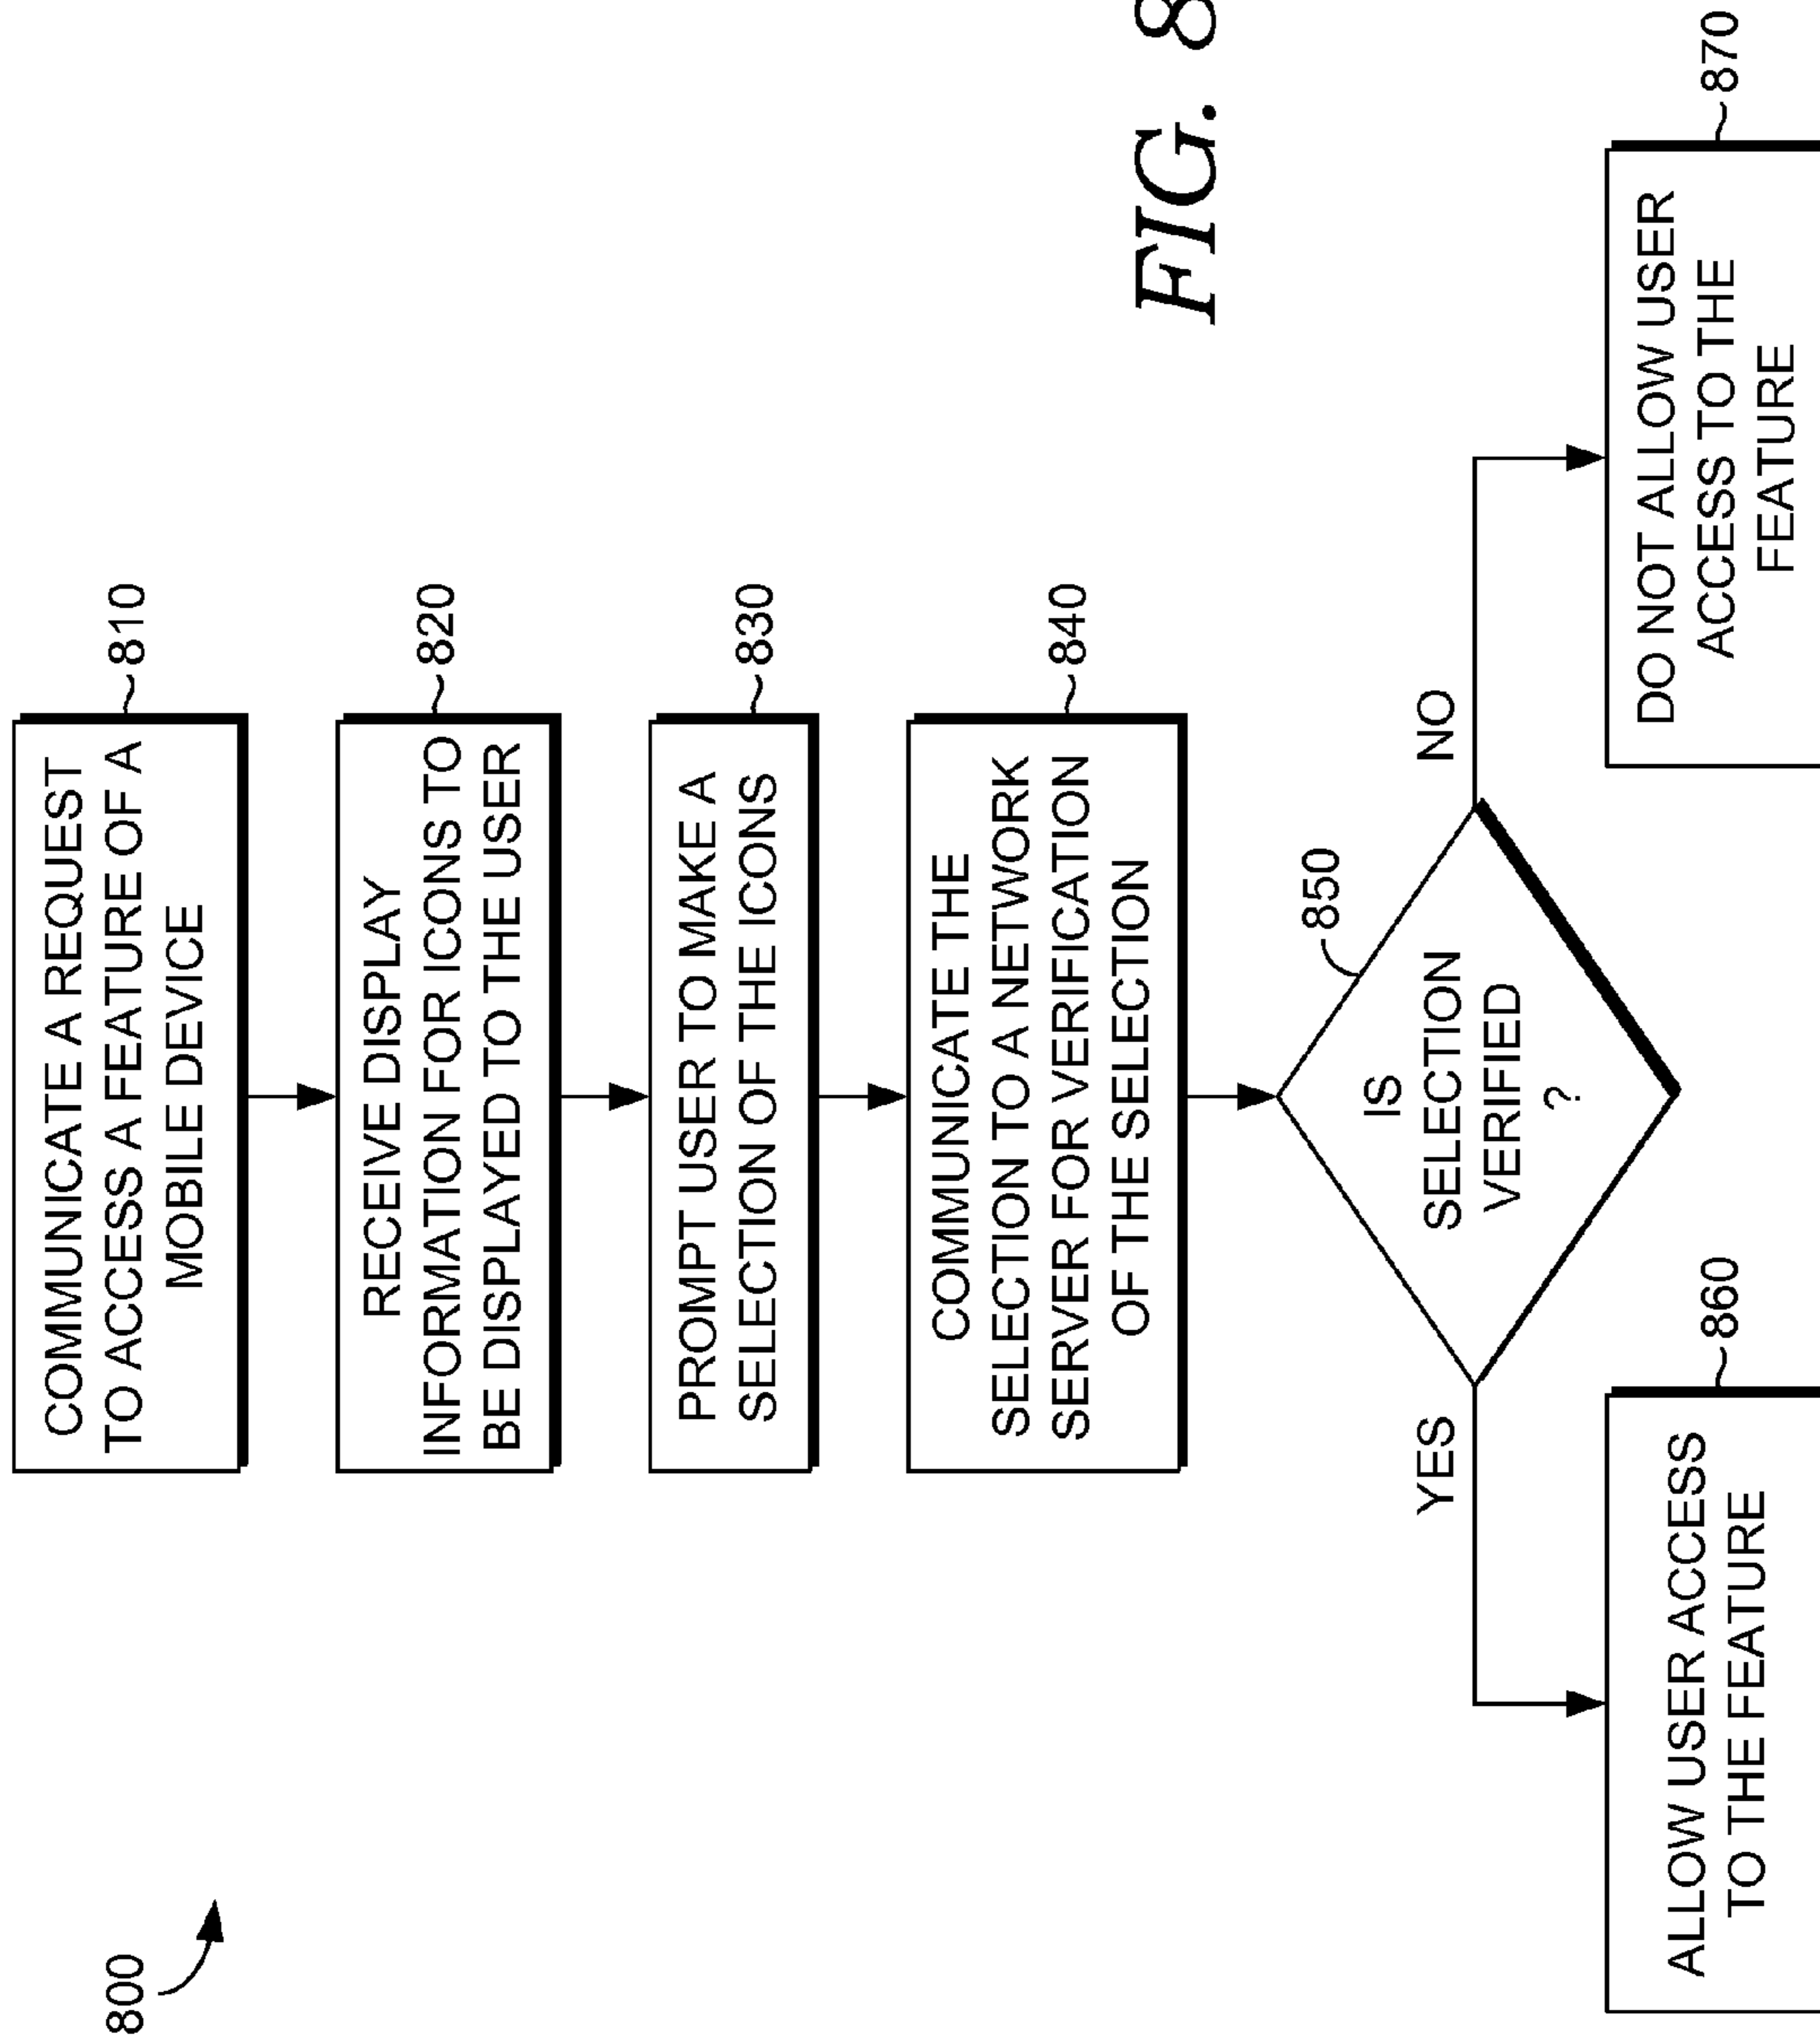 800
COMMUNICATE A REQUEST
TO ACCESS A FEATURE OF A
MOBILE DEVICE
810
RECEIVE DISPLAY
INFORMATION FOR ICONS TO
BE DISPLAYED TO THE USER
820
PROMPT USER TO MAKE A
SELECTION OF THE ICONS
830
COMMUNICATE THE
SELECTION TO A NETWORK
SERVER FOR VERIFICATION
OF THE SELECTION
840
850
IS
SELECTION
VERIFIED
?
YES
NO
ALLOW USER ACCESS
TO THE FEATURE
860
DO NOT ALLOW USER
ACCESS TO THE
FEATURE
870
FIG. 8